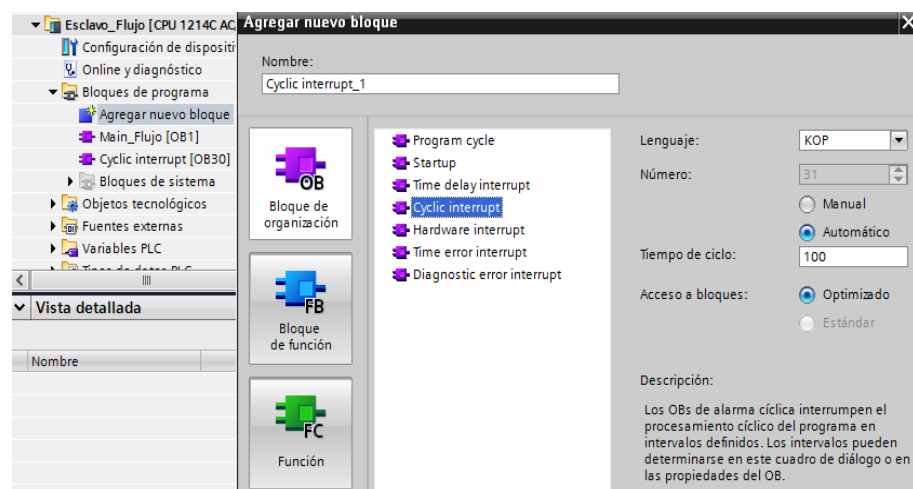 Esclavo_Flujo [CPU 1214C AC
Configuración de dispositi
Online y diagnóstico
Bloques de programa
Agregar nuevo bloque
Main_Flujo [OB1]
Cyclic interrupt [OB30]
Bloques de sistema
Objetos tecnológicos
Fuentes externas
Variables PLC
Tipos de datos PLC
Vista detallada
Nombre
Agregar nuevo bloque
Nombre:
Cyclic interrupt_1
OB
Bloque de
organización
FB
Bloque
de función
FC
Función
Program cycle
Startup
Time delay interrupt
Cyclic interrupt
Hardware interrupt
Time error interrupt
Diagnostic error interrupt
Lenguaje:
KOP
Número:
31
Manual
Automático
Tiempo de ciclo:
100
Acceso a bloques:
Optimizado
Estándar
Descripción:
Los OBs de alarma cíclica interrumpen el
procesamiento cíclico del programa en
intervalos definidos. Los intervalos pueden
determinarse en este cuadro de diálogo o en
las propiedades del OB.